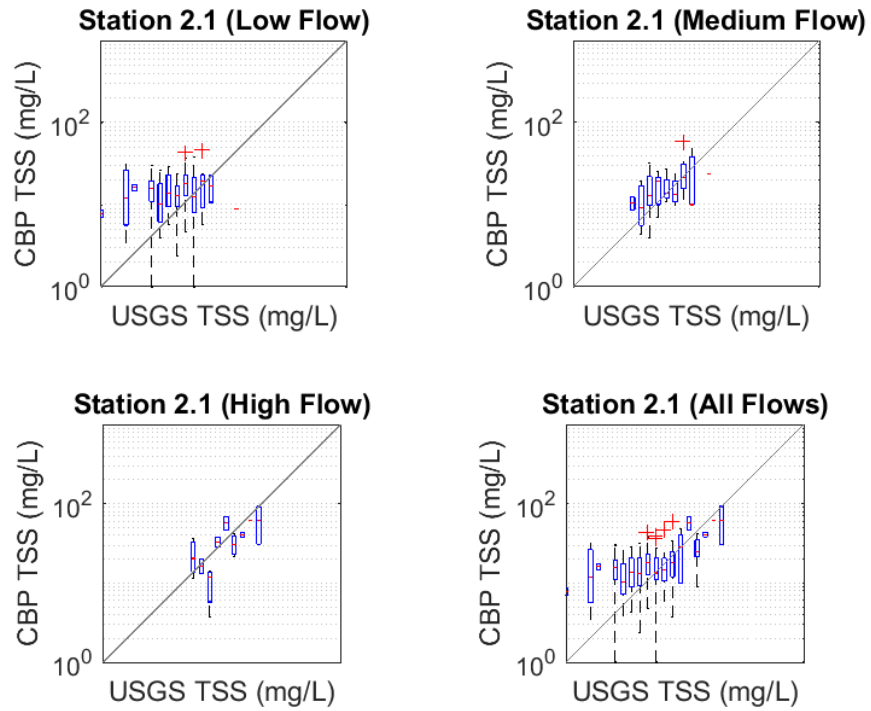 Station 2.1 (Low Flow)
CBP TSS (mg/L)
10^2
10^0
USGS TSS (mg/L)
Station 2.1 (Medium Flow)
CBP TSS (mg/L)
10^2
10^0
USGS TSS (mg/L)
Station 2.1 (High Flow)
CBP TSS (mg/L)
10^2
10^0
USGS TSS (mg/L)
Station 2.1 (All Flows)
CBP TSS (mg/L)
10^2
10^0
USGS TSS (mg/L)